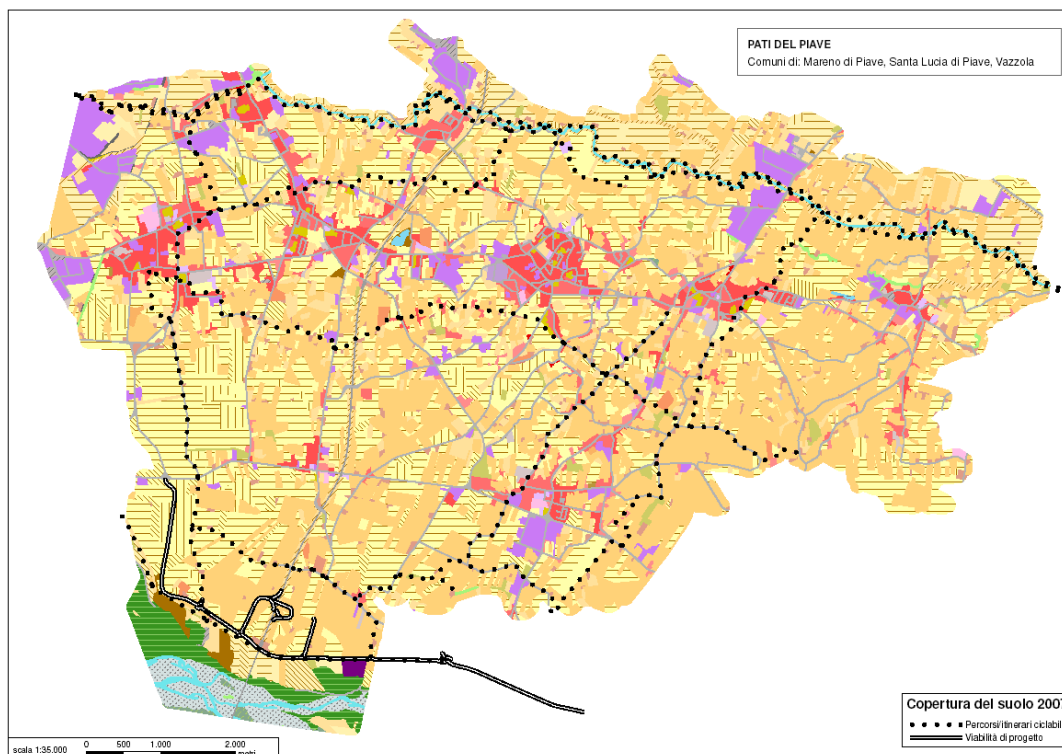 PATI DEL PIAVE
Comuni di: Mareno di Piave, Santa Lucia di Piave, Vazzola
Copertura del suolo 2007
Percorsi/itinerari ciclabil
Viabilità di progetto
scala 1:35.000
0 500 1.000 2.000
metri